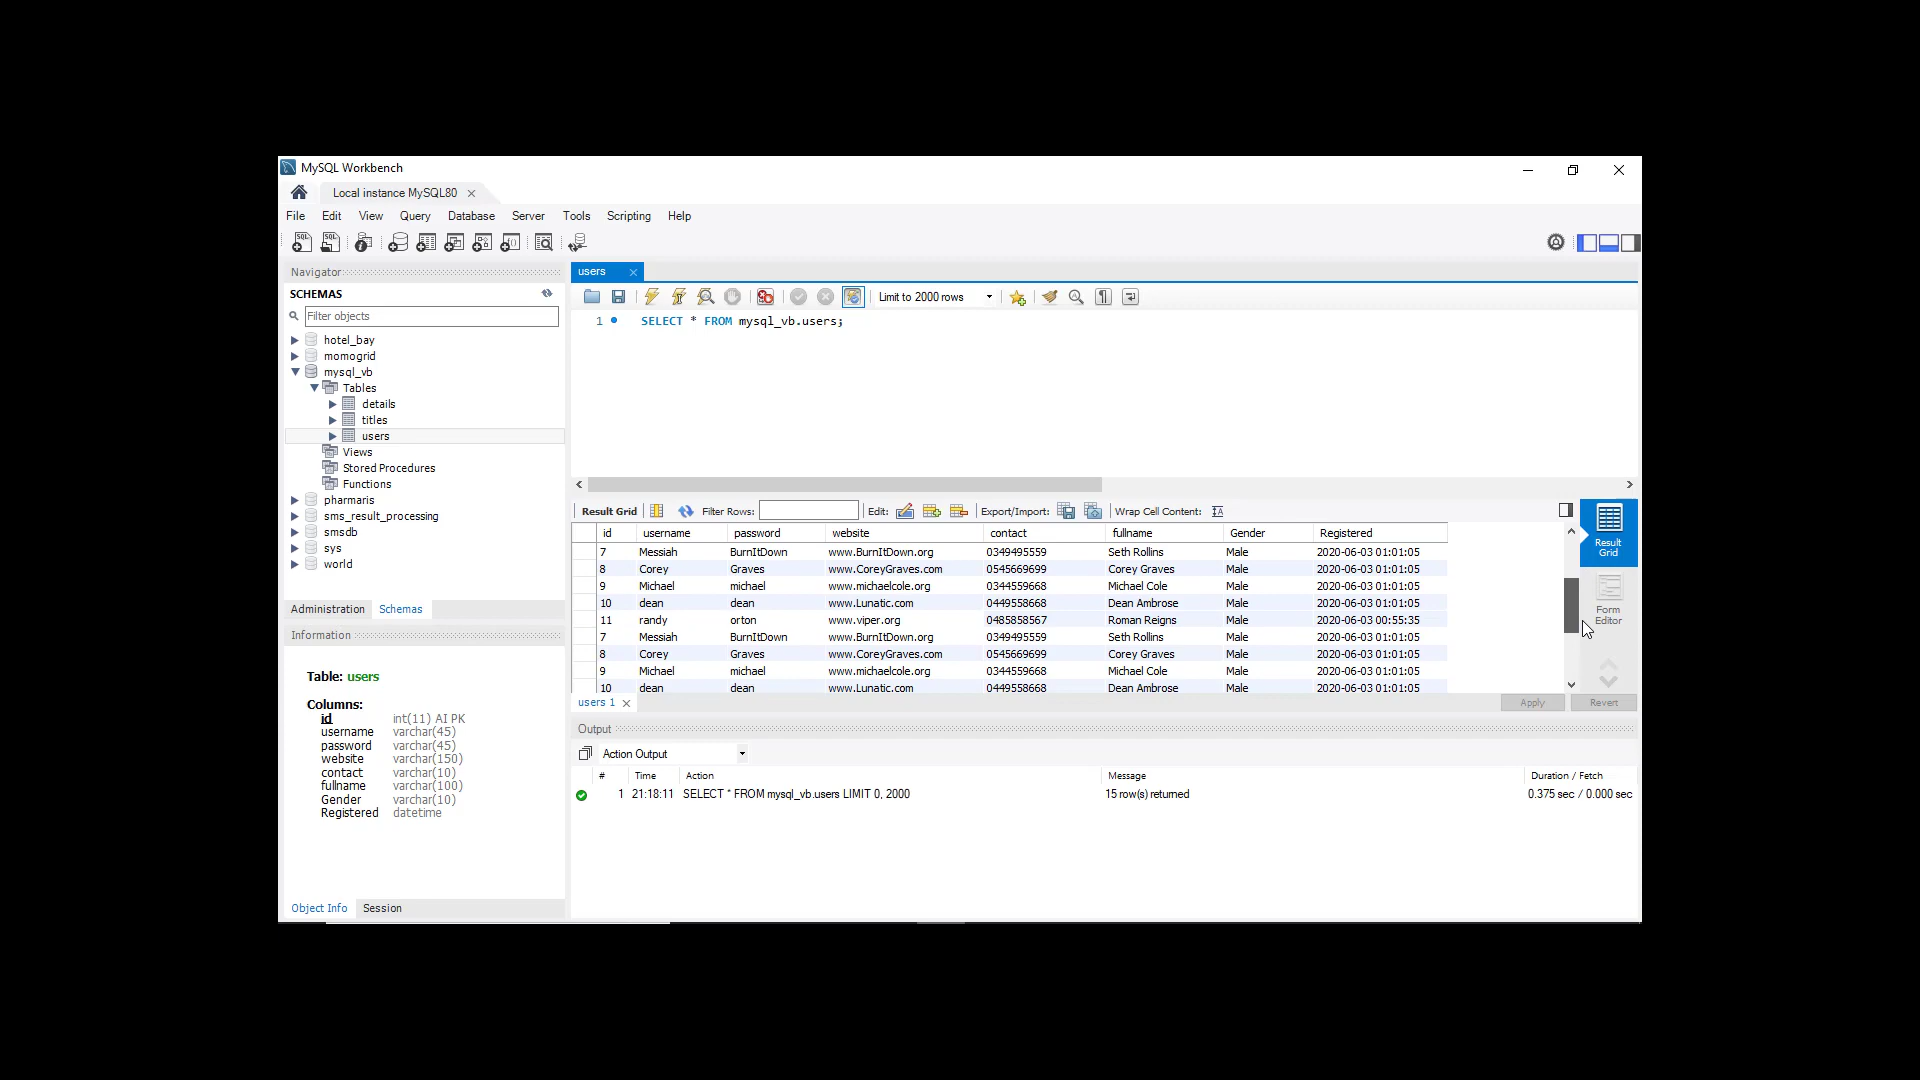 MySQL Workbench
Local instance MySQL80
File Edit View Query Database Server Tools Scripting Help
Navigator
SCHEMAS
Filter objects
hotel_bay
momogrid
mysql_vb
Tables
details
titles
users
Views
Stored Procedures
Functions
pharmaris
sms_result_processing
smsdb
sys
world
Administration Schemas
Information
Table: users
Columns:
id int(11) AI PK
username varchar(45)
password varchar(45)
website varchar(150)
contact varchar(10)
fullname varchar(100)
Gender varchar(10)
Registered datetime
Object Info Session
users
Limit to 2000 rows
1 SELECT * FROM mysql_vb.users;
Result Grid Filter Rows: Edit: Export/Import: Wrap Cell Content:
id username password website contact fullname Gender Registered
7 Messiah BurnItDown www.BurnItDown.org 0349495559 Seth Rollins Male 2020-06-03 01:01:05
8 Corey Graves www.CoreyGraves.com 0545669699 Corey Graves Male 2020-06-03 01:01:05
9 Michael michael www.michaelcole.org 0344559668 Michael Cole Male 2020-06-03 01:01:05
10 dean dean www.Lunatic.com 0449558668 Dean Ambrose Male 2020-06-03 01:01:05
11 randy orton www.viper.org 0485858567 Roman Reigns Male 2020-06-03 00:55:35
7 Messiah BurnItDown www.BurnItDown.org 0349495559 Seth Rollins Male 2020-06-03 01:01:05
8 Corey Graves www.CoreyGraves.com 0545669699 Corey Graves Male 2020-06-03 01:01:05
9 Michael michael www.michaelcole.org 0344559668 Michael Cole Male 2020-06-03 01:01:05
10 dean dean www.Lunatic.com 0449558668 Dean Ambrose Male 2020-06-03 01:01:05
Result
Grid
Form
Editor
users 1
Apply Revert
Output
Action Output
# Time Action Message Duration / Fetch
1 21:18:11 SELECT * FROM mysql_vb.users LIMIT 0, 2000 15 row(s) returned 0.375 sec / 0.000 sec